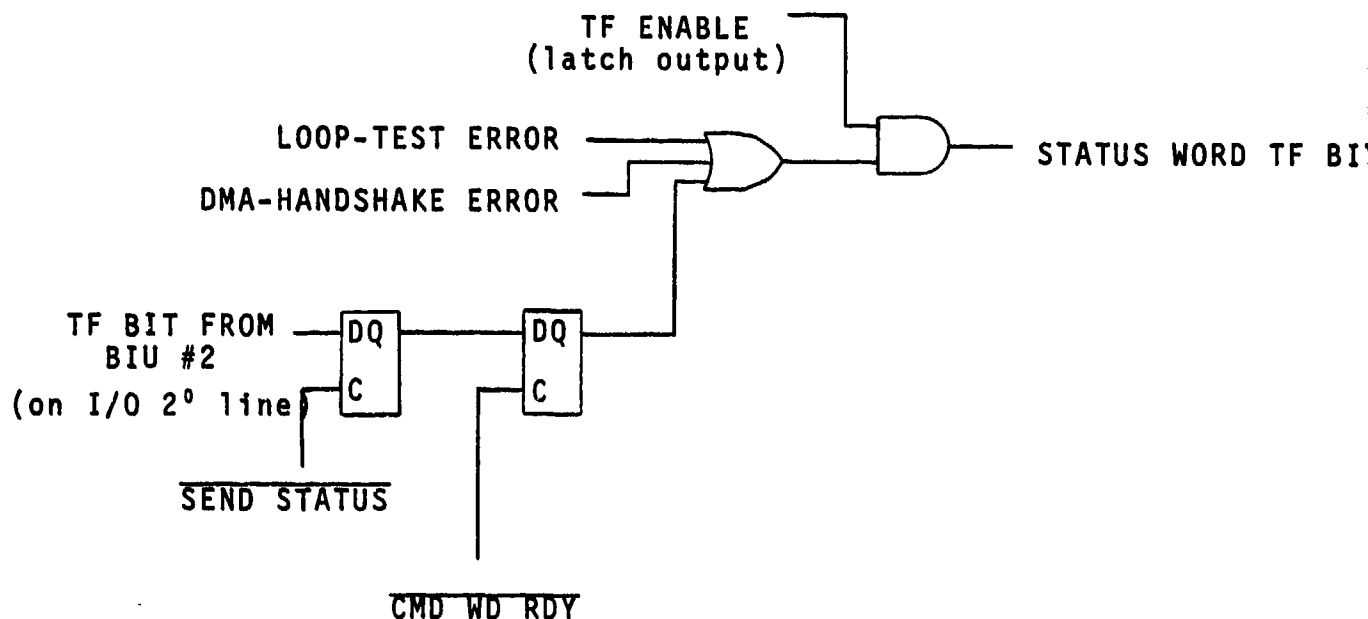 TF ENABLE
(latch output)
LOOP-TEST ERROR
DMA-HANDSHAKE ERROR
STATUS WORD TF BIT
TF BIT FROM
BIU #2
(on I/O 2⁰ line)
DQ
C
DQ
C
SEND STATUS
CMD WD RDY